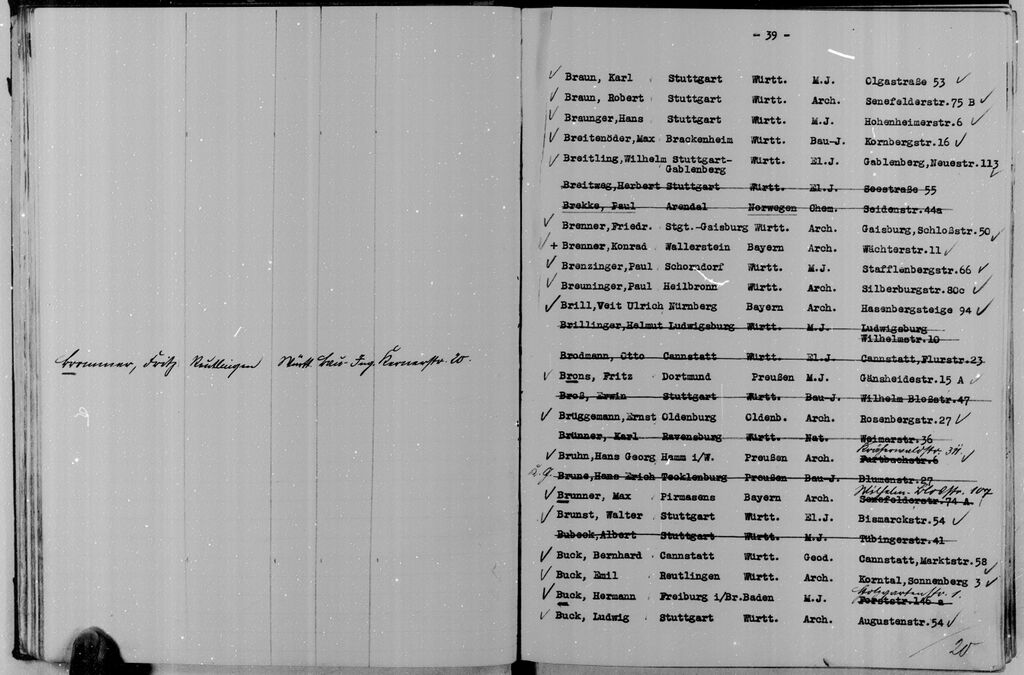 Brommer, Fritz Reutlingen Württ. Bau-Ing. Kernerstr. 20.
- 39 -
Braun, Karl Stuttgart Württ. M.J. Olgastraße 53
Braun, Robert Stuttgart Württ. Arch. Senefelderstr.75 B
Braunger,Hans Stuttgart Württ. M.J. Hohenheimerstr.6
Breitenöder,Max Brackenheim Württ. Bau-J. Kornbergstr.16
Breitling,Wilhelm Stuttgart- Württ. El.J. Gablenberg,Neuestr.113
Gablenberg
Breitweg,Herbert Stuttgart Württ. El.J. Seestraße 55
Brekke, Paul Arendal Norwegen Chem. Seidenstr.44a
Brenner,Friedr. Stgt.-Gaisburg Württ. Arch. Gaisburg,Schloßstr.50
+ Brenner,Konrad Wallerstein Bayern Arch. Wächterstr.11
Brenzinger,Paul Schorndorf Württ. M.J. Stafflenbergstr.66
Breuninger,Paul Heilbronn Württ. Arch. Silberburgstr.80c
Brill,Veit Ulrich Nürnberg Bayern Arch. Hasenbergsteige 94
Brillinger,Helmut Ludwigsburg Württ. M.J. Ludwigsburg
Wilhelmstr.10
Brodmann, Otto Cannstatt Württ. El.J. Cannstatt,Flurstr.23
Brons, Fritz Dortmund Preußen M.J. Gänsheidestr.15 A
Broß, Erwin Stuttgart Württ. Bau-J. Wilhelm Bloßstr.47
Brüggemann,Ernst Oldenburg Oldenb. Arch. Rosenbergstr.27
Brünner, Karl Ravensburg Württ. Nat. Weimarstr.36
Bruhn,Hans Georg Hamm i/W. Preußen Arch. Furtbachstr.6
u.g. Brune,Hans Erich Tecklenburg Preußen Bau-J. Blumenstr.27
Wilhelm-Blosstr. 107
Brunner, Max Pirmasens Bayern Arch. Senefelderstr.74 A.
Brunst, Walter Stuttgart Württ. El.J. Bismarckstr.54
Bubeck,Albert Stuttgart Württ. M.J. Tübingerstr.41
Buck, Bernhard Cannstatt Württ. Geod. Cannstatt,Marktstr.58
Buck, Emil Reutlingen Württ. Arch. Korntal,Sonnenberg 3
Buck, Hermann Freiburg i/Br.Baden M.J. Forststr.146 a
Buck, Ludwig Stuttgart Württ. Arch. Augustenstr.54
20